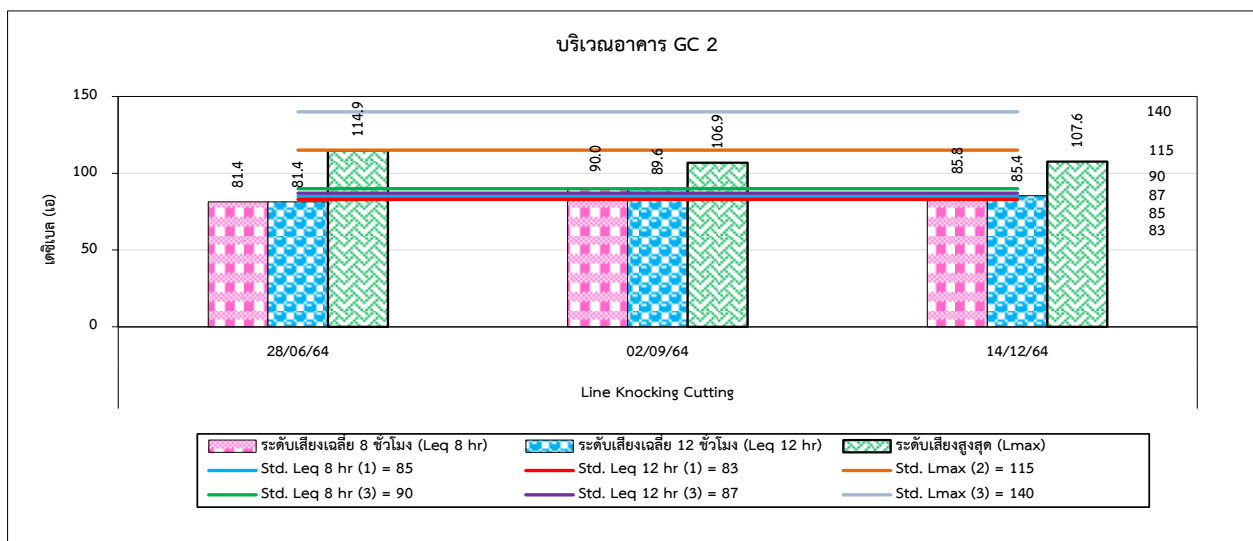 บริเวณอาคาร GC 2
เดซิเบล (เอ)
150
100
50
0
81.4
81.4
114.9
90.0
89.6
106.9
85.8
85.4
107.6
140
115
90
87
85
83
28/06/64
02/09/64
14/12/64
Line Knocking Cutting
ระดับเสียงเฉลี่ย 8 ชั่วโมง (Leq 8 hr)
ระดับเสียงเฉลี่ย 12 ชั่วโมง (Leq 12 hr)
ระดับเสียงสูงสุด (Lmax)
Std. Leq 8 hr (1) = 85
Std. Leq 12 hr (1) = 83
Std. Lmax (2) = 115
Std. Leq 8 hr (3) = 90
Std. Leq 12 hr (3) = 87
Std. Lmax (3) = 140